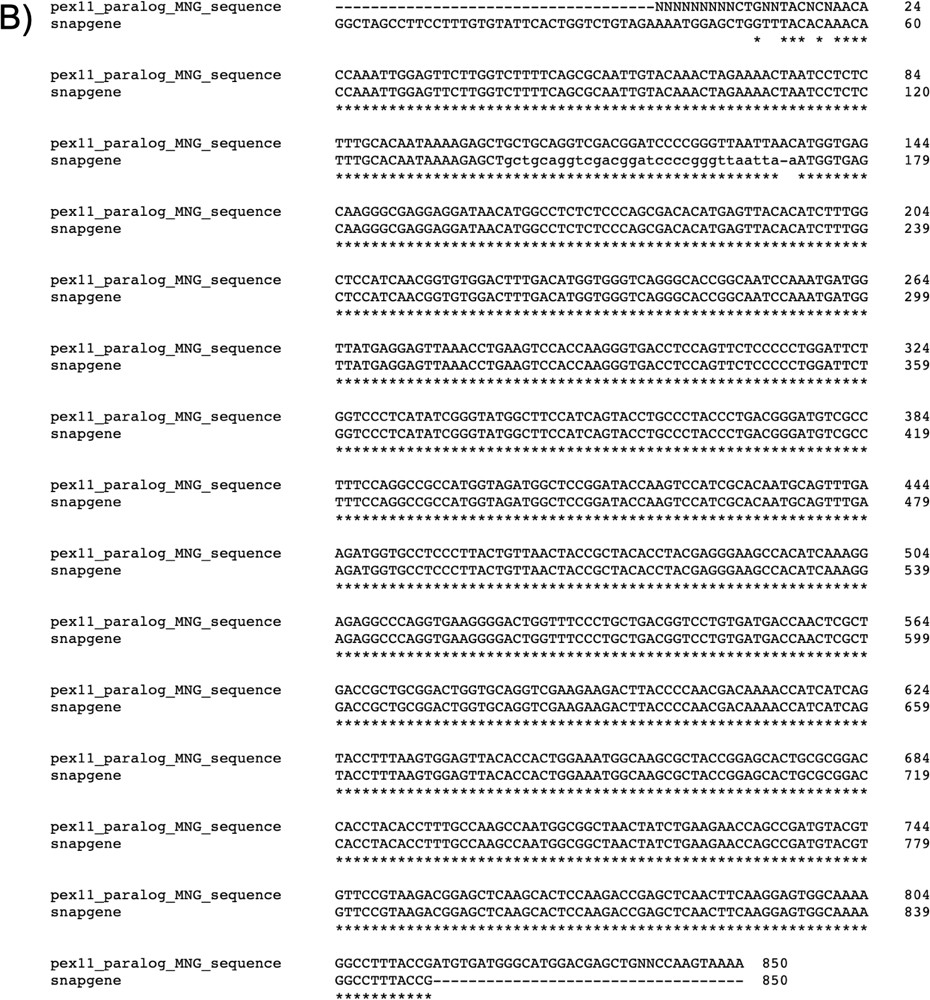 B)
pex11_paralog_MNG_sequence ------------------------------------NNNNNNNNNNCTGNNTACNCNAACA 24
snapgene GGCTAGCCTTCCTTTGTGTATTCACTGGTCTGTAGAAAATGGAGCTGGTTTACACAAACA 60
* *** * ****
pex11_paralog_MNG_sequence CCAAATTGGAGTTCTTGGTCTTTTCAGCGCAATTGTACAAACTAGAAAACTAATCCTCTC 84
snapgene CCAAATTGGAGTTCTTGGTCTTTTCAGCGCAATTGTACAAACTAGAAAACTAATCCTCTC 120
************************************************************
pex11_paralog_MNG_sequence TTTGCACAATAAAAGAGCTGCTGCAGGTCGACGGATCCCCGGGTTAATTAACATGGTGAG 144
snapgene TTTGCACAATAAAAGAGCTgctgcaggtcgacggatccccgggttaatta-aATGGTGAG 179
************************************************** ********
pex11_paralog_MNG_sequence CAAGGGCGAGGAGGATAACATGGCCTCTCTCCCAGCGACACATGAGTTACACATCTTTGG 204
snapgene CAAGGGCGAGGAGGATAACATGGCCTCTCTCCCAGCGACACATGAGTTACACATCTTTGG 239
************************************************************
pex11_paralog_MNG_sequence CTCCATCAACGGTGTGGACTTTGACATGGTGGGTCAGGGCACCGGCAATCCAAATGATGG 264
snapgene CTCCATCAACGGTGTGGACTTTGACATGGTGGGTCAGGGCACCGGCAATCCAAATGATGG 299
************************************************************
pex11_paralog_MNG_sequence TTATGAGGAGTTAAACCTGAAGTCCACCAAGGGTGACCTCCAGTTCTCCCCCTGGATTCT 324
snapgene TTATGAGGAGTTAAACCTGAAGTCCACCAAGGGTGACCTCCAGTTCTCCCCCTGGATTCT 359
************************************************************
pex11_paralog_MNG_sequence GGTCCCTCATATCGGGTATGGCTTCCATCAGTACCTGCCCTACCCTGACGGGATGTCGCC 384
snapgene GGTCCCTCATATCGGGTATGGCTTCCATCAGTACCTGCCCTACCCTGACGGGATGTCGCC 419
************************************************************
pex11_paralog_MNG_sequence TTTCCAGGCCGCCATGGTAGATGGCTCCGGATACCAAGTCCATCGCACAATGCAGTTTGA 444
snapgene TTTCCAGGCCGCCATGGTAGATGGCTCCGGATACCAAGTCCATCGCACAATGCAGTTTGA 479
************************************************************
pex11_paralog_MNG_sequence AGATGGTGCCTCCCTTACTGTTAACTACCGCTACACCTACGAGGGAAGCCACATCAAAGG 504
snapgene AGATGGTGCCTCCCTTACTGTTAACTACCGCTACACCTACGAGGGAAGCCACATCAAAGG 539
************************************************************
pex11_paralog_MNG_sequence AGAGGCCCAGGTGAAGGGGACTGGTTTCCCTGCTGACGGTCCTGTGATGACCAACTCGCT 564
snapgene AGAGGCCCAGGTGAAGGGGACTGGTTTCCCTGCTGACGGTCCTGTGATGACCAACTCGCT 599
************************************************************
pex11_paralog_MNG_sequence GACCGCTGCGGACTGGTGCAGGTCGAAGAAGACTTACCCCAACGACAAAACCATCATCAG 624
snapgene GACCGCTGCGGACTGGTGCAGGTCGAAGAAGACTTACCCCAACGACAAAACCATCATCAG 659
************************************************************
pex11_paralog_MNG_sequence TACCTTTAAGTGGAGTTACACCACTGGAAATGGCAAGCGCTACCGGAGCACTGCGCGGAC 684
snapgene TACCTTTAAGTGGAGTTACACCACTGGAAATGGCAAGCGCTACCGGAGCACTGCGCGGAC 719
************************************************************
pex11_paralog_MNG_sequence CACCTACACCTTTGCCAAGCCAATGGCGGCTAACTATCTGAAGAACCAGCCGATGTACGT 744
snapgene CACCTACACCTTTGCCAAGCCAATGGCGGCTAACTATCTGAAGAACCAGCCGATGTACGT 779
************************************************************
pex11_paralog_MNG_sequence GTTCCGTAAGACGGAGCTCAAGCACTCCAAGACCGAGCTCAACTTCAAGGAGTGGCAAAA 804
snapgene GTTCCGTAAGACGGAGCTCAAGCACTCCAAGACCGAGCTCAACTTCAAGGAGTGGCAAAA 839
************************************************************
pex11_paralog_MNG_sequence GGCCTTTACCGATGTGATGGGCATGGACGAGCTGNNCCAAGTAAAA 850
snapgene GGCCTTTACCG----------------------------------- 850
***********